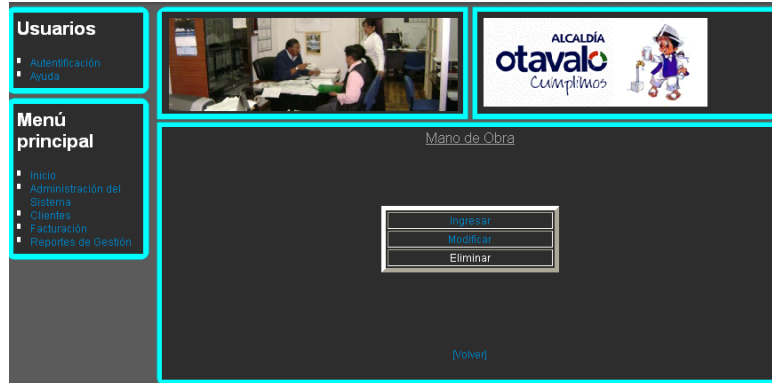 Usuarios
Autentificación
Ayuda
Menú
principal
Inicio
Administración del
Sistema
Clientes
Facturación
Reportes de Gestión
ALCALDÍA
otavalo
Cumplimos
Mano de Obra
Ingresar
Modificar
Eliminar
[Volver]